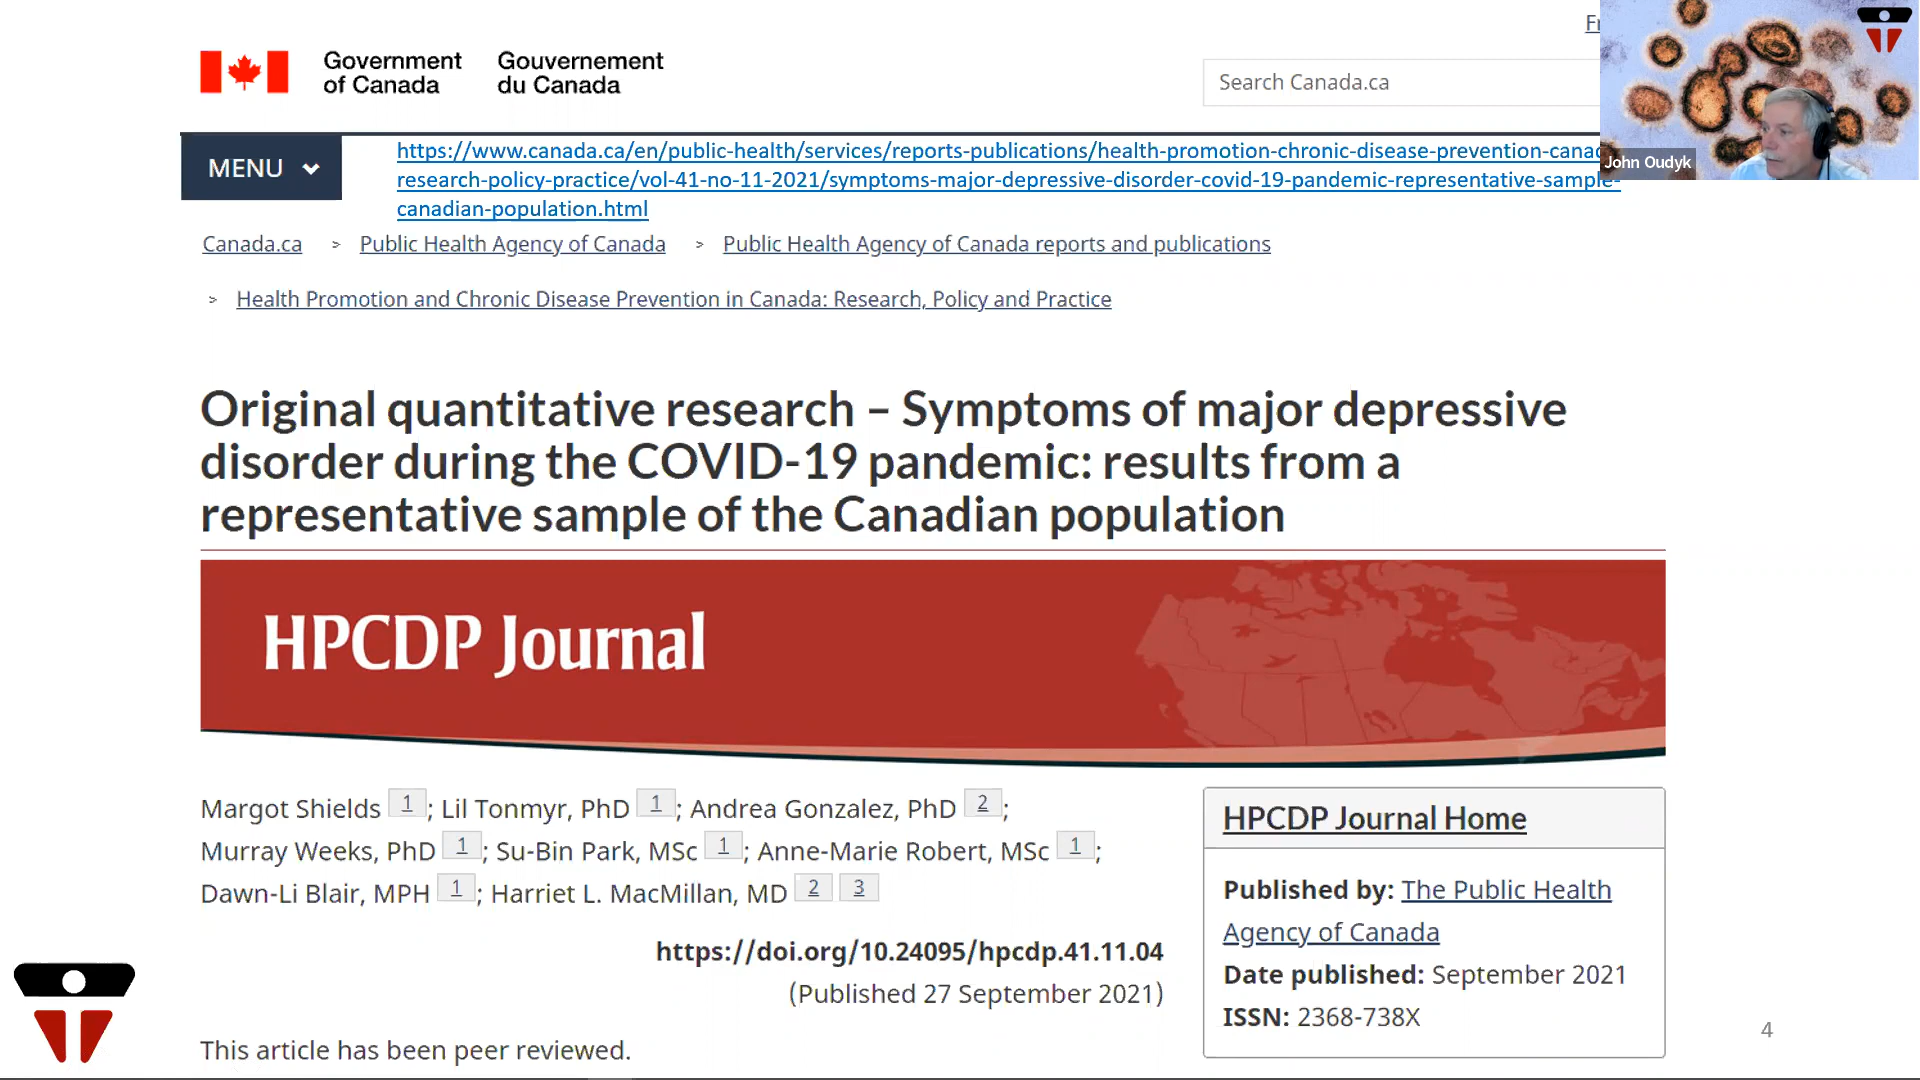 Government
of Canada
Gouvernement
du Canada
Search Canada.ca
John Oudyk
MENU
https://www.canada.ca/en/public-health/services/reports-publications/health-promotion-chronic-disease-prevention-cana
research-policy-practice/vol-41-no-11-2021/symptoms-major-depressive-disorder-covid-19-pandemic-representative-sample-
canadian-population.html
Canada.ca > Public Health Agency of Canada > Public Health Agency of Canada reports and publications
> Health Promotion and Chronic Disease Prevention in Canada: Research, Policy and Practice
Original quantitative research – Symptoms of major depressive
disorder during the COVID-19 pandemic: results from a
representative sample of the Canadian population
HPCDP Journal
Margot Shields 1; Lil Tonmyr, PhD 1; Andrea Gonzalez, PhD 2;
Murray Weeks, PhD 1; Su-Bin Park, MSc 1; Anne-Marie Robert, MSc 1;
Dawn-Li Blair, MPH 1; Harriet L. MacMillan, MD 2 3
https://doi.org/10.24095/hpcdp.41.11.04
(Published 27 September 2021)
This article has been peer reviewed.
HPCDP Journal Home
Published by: The Public Health
Agency of Canada
Date published: September 2021
ISSN: 2368-738X
4